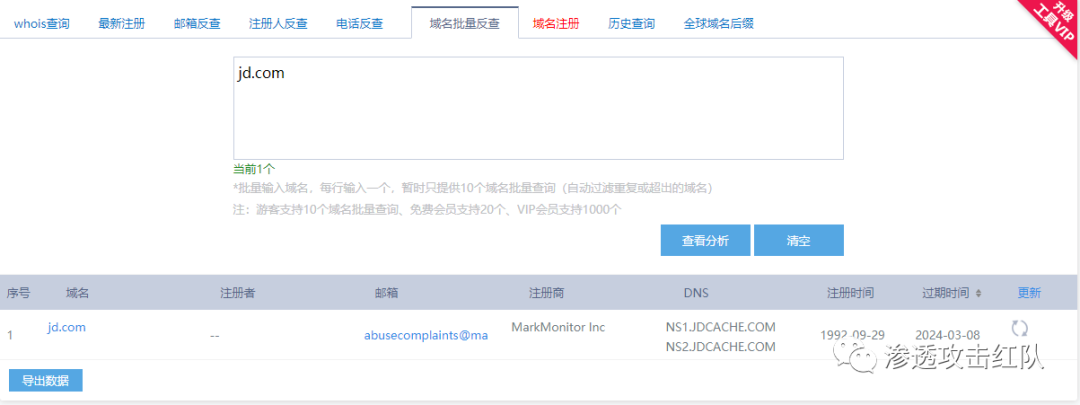 whois查询 最新注册 邮箱反查 注册人反查 电话反查 域名批量反查 域名注册 历史查询 全球域名后缀
升级
工具VIP
jd.com
当前1个
*批量输入域名，每行输入一个，暂时只提供10个域名批量查询（自动过滤重复或超出的域名）
注：游客支持10个域名批量查询、免费会员支持20个、VIP会员支持1000个
查看分析 清空
序号 域名 注册者 邮箱 注册商 DNS 注册时间 过期时间 更新
1 jd.com -- abusecomplaints@ma MarkMonitor Inc NS1.JDCACHE.COM 1992-09-29 2024-03-08
NS2.JDCACHE.COM
渗透攻击红队
导出数据